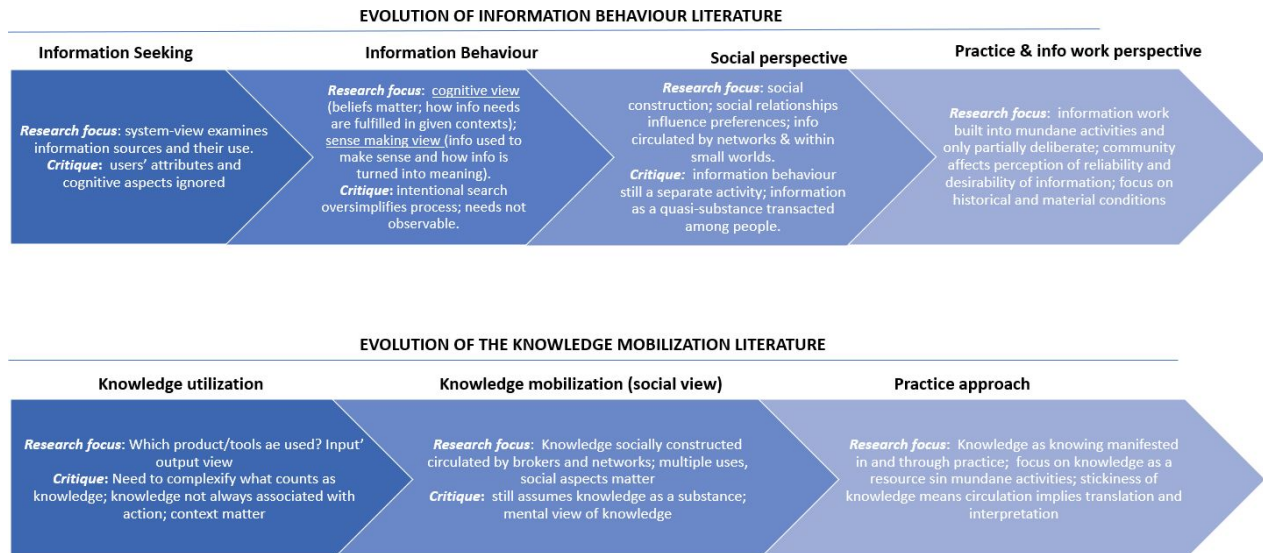 EVOLUTION OF INFORMATION BEHAVIOUR LITERATURE
Information Seeking
Research focus: system-view examines
information sources and their use.
Critique: users' attributes and
cognitive aspects ignored
Information Behaviour
Research focus: cognitive view
(beliefs matter; how info needs
are fulfilled in given contexts);
sense making view (info used to
make sense and how info is
turned into meaning).
Critique: intentional search
oversimplifies process; needs not
observable.
Social perspective
Research focus: social
construction; social relationships
influence preferences; info
circulated by networks & within
small worlds.
Critique: information behaviour
still a separate activity; information
as a quasi-substance transacted
among people.
Practice & info work perspective
Research focus: information work
built into mundane activities and
only partially deliberate; community
affects perception of reliability and
desirability of information; focus on
historical and material conditions
EVOLUTION OF THE KNOWLEDGE MOBILIZATION LITERATURE
Knowledge utilization
Research focus: Which product/tools ae used? Input'
output view
Critique: Need to complexify what counts as
knowledge; knowledge not always associated with
action; context matter
Knowledge mobilization (social view)
Research focus: Knowledge socially constructed
circulated by brokers and networks; multiple uses,
social aspects matter
Critique: still assumes knowledge as a substance;
mental view of knowledge
Practice approach
Research focus: Knowledge as knowing manifested
in and through practice; focus on knowledge as a
resource sin mundane activities; stickiness of
knowledge means circulation implies translation and
interpretation